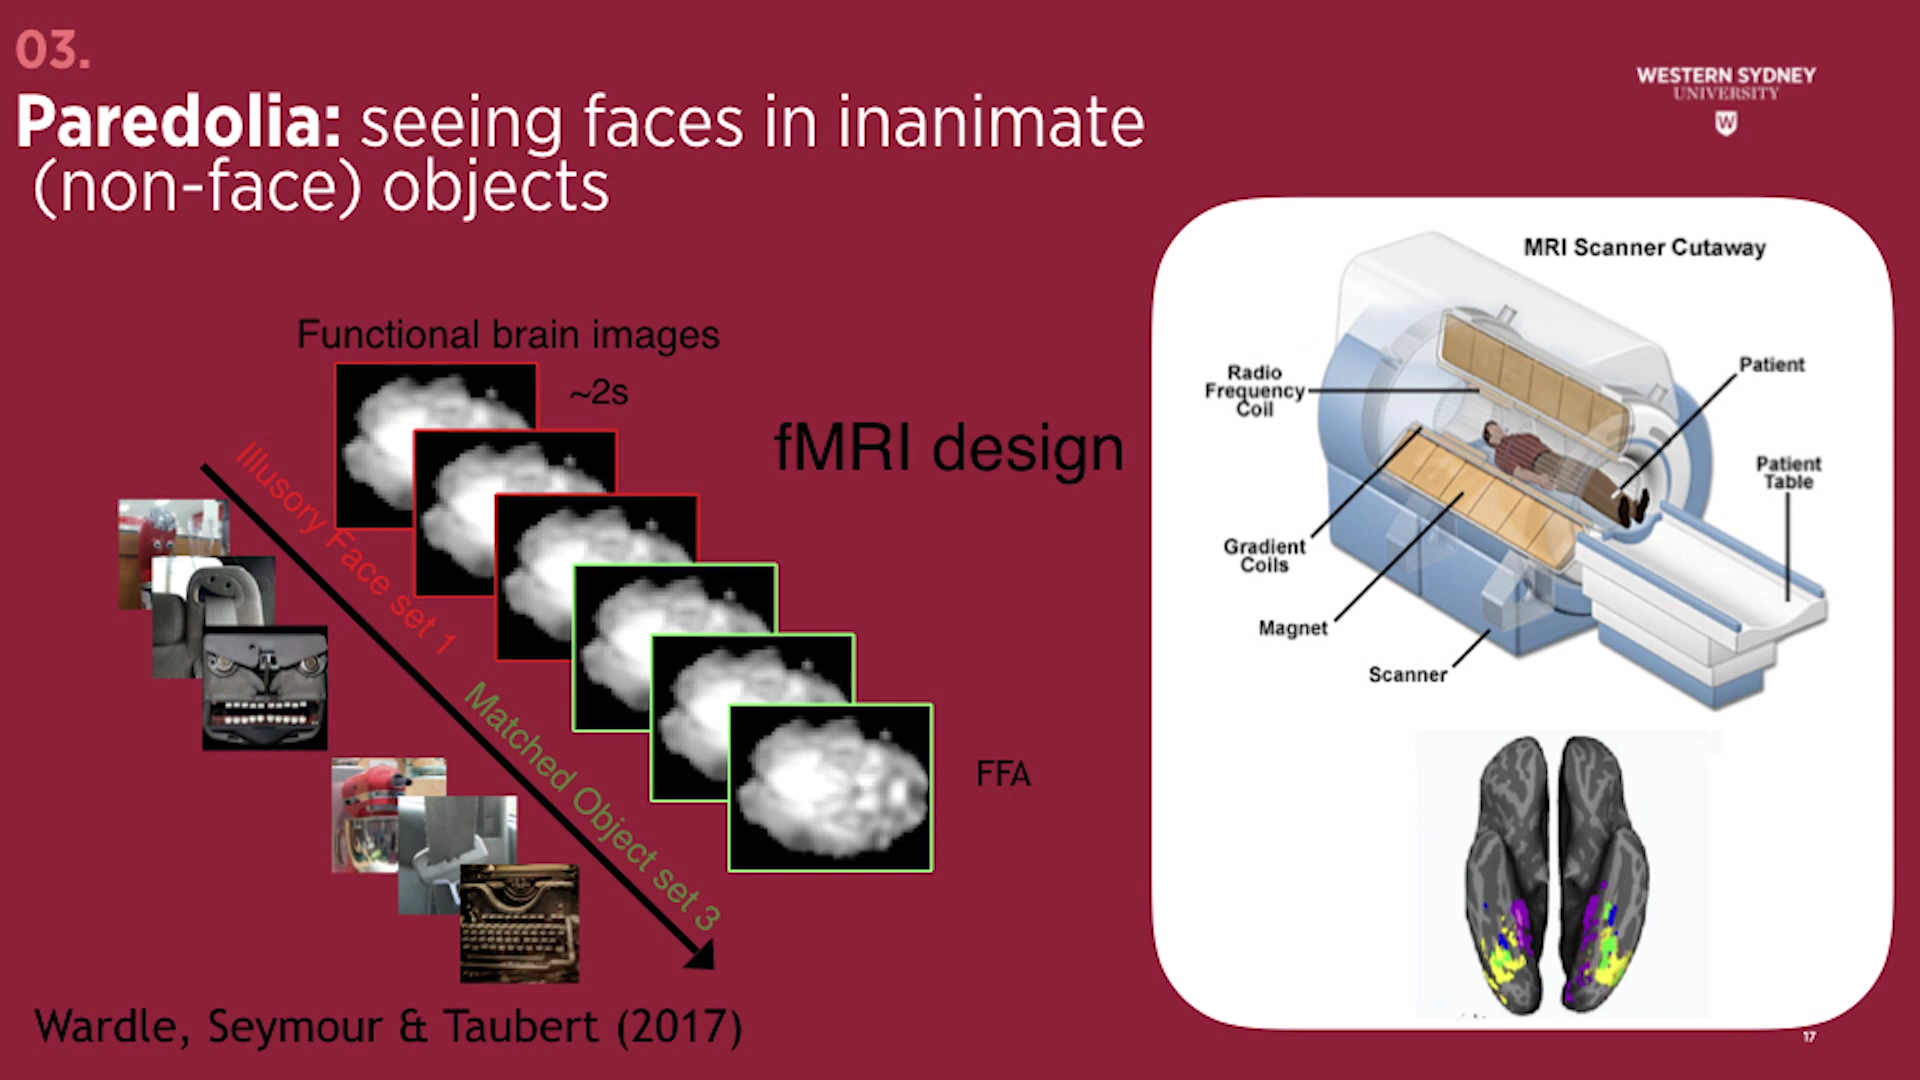 03.
Paredolia: seeing faces in inanimate
(non-face) objects
WESTERN SYDNEY
UNIVERSITY
W
Functional brain images
~2s
fMRI design
Illusory Face set 1
Matched Object set 3
FFA
Wardle, Seymour & Taubert (2017)
MRI Scanner Cutaway
Radio
Frequency
Coil
Patient
Patient
Table
Gradient
Coils
Magnet
Scanner
17